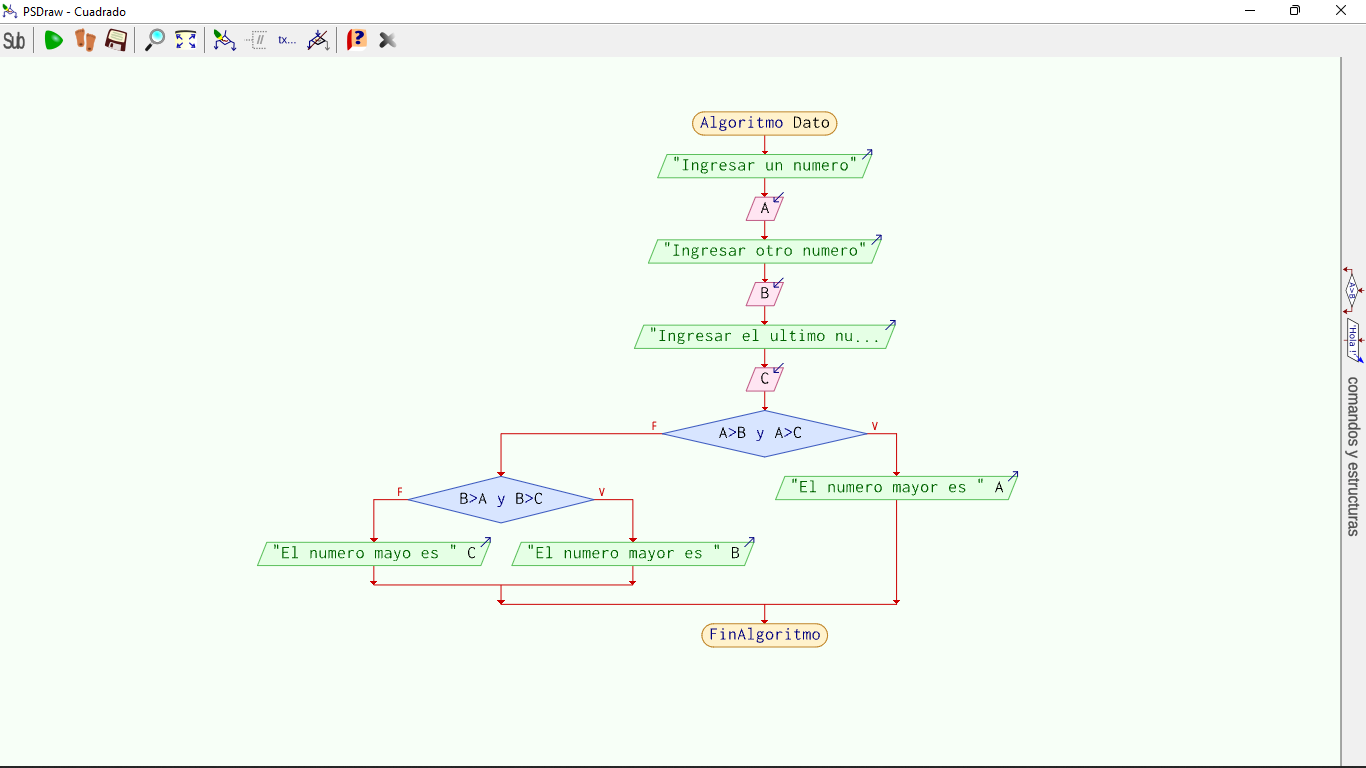 PSDraw - Cuadrado
Sub
tx...
?
Algoritmo Dato
"Ingresar un numero"
A
"Ingresar otro numero"
B
"Ingresar el ultimo nu...
C
F
A>B y A>C
V
"El numero mayor es " A
F
B>A y B>C
V
"El numero mayo es " C
"El numero mayor es " B
FinAlgoritmo
A>B
"Hola !"
comandos y estructuras